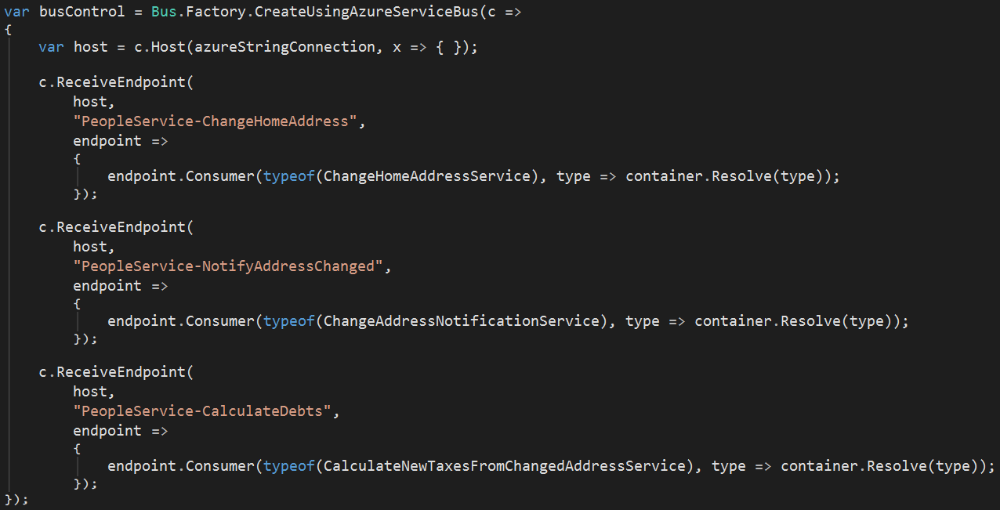 var busControl = Bus.Factory.CreateUsingAzureServiceBus(c =>
{
    var host = c.Host(azureStringConnection, x => { });

    c.ReceiveEndpoint(
        host,
        "PeopleService-ChangeHomeAddress",
        endpoint =>
        {
            endpoint.Consumer(typeof(ChangeHomeAddressService), type => container.Resolve(type));
        });

    c.ReceiveEndpoint(
        host,
        "PeopleService-NotifyAddressChanged",
        endpoint =>
        {
            endpoint.Consumer(typeof(ChangeAddressNotificationService), type => container.Resolve(type));
        });

    c.ReceiveEndpoint(
        host,
        "PeopleService-CalculateDebts",
        endpoint =>
        {
            endpoint.Consumer(typeof(CalculateNewTaxesFromChangedAddressService), type => container.Resolve(type));
        });
});